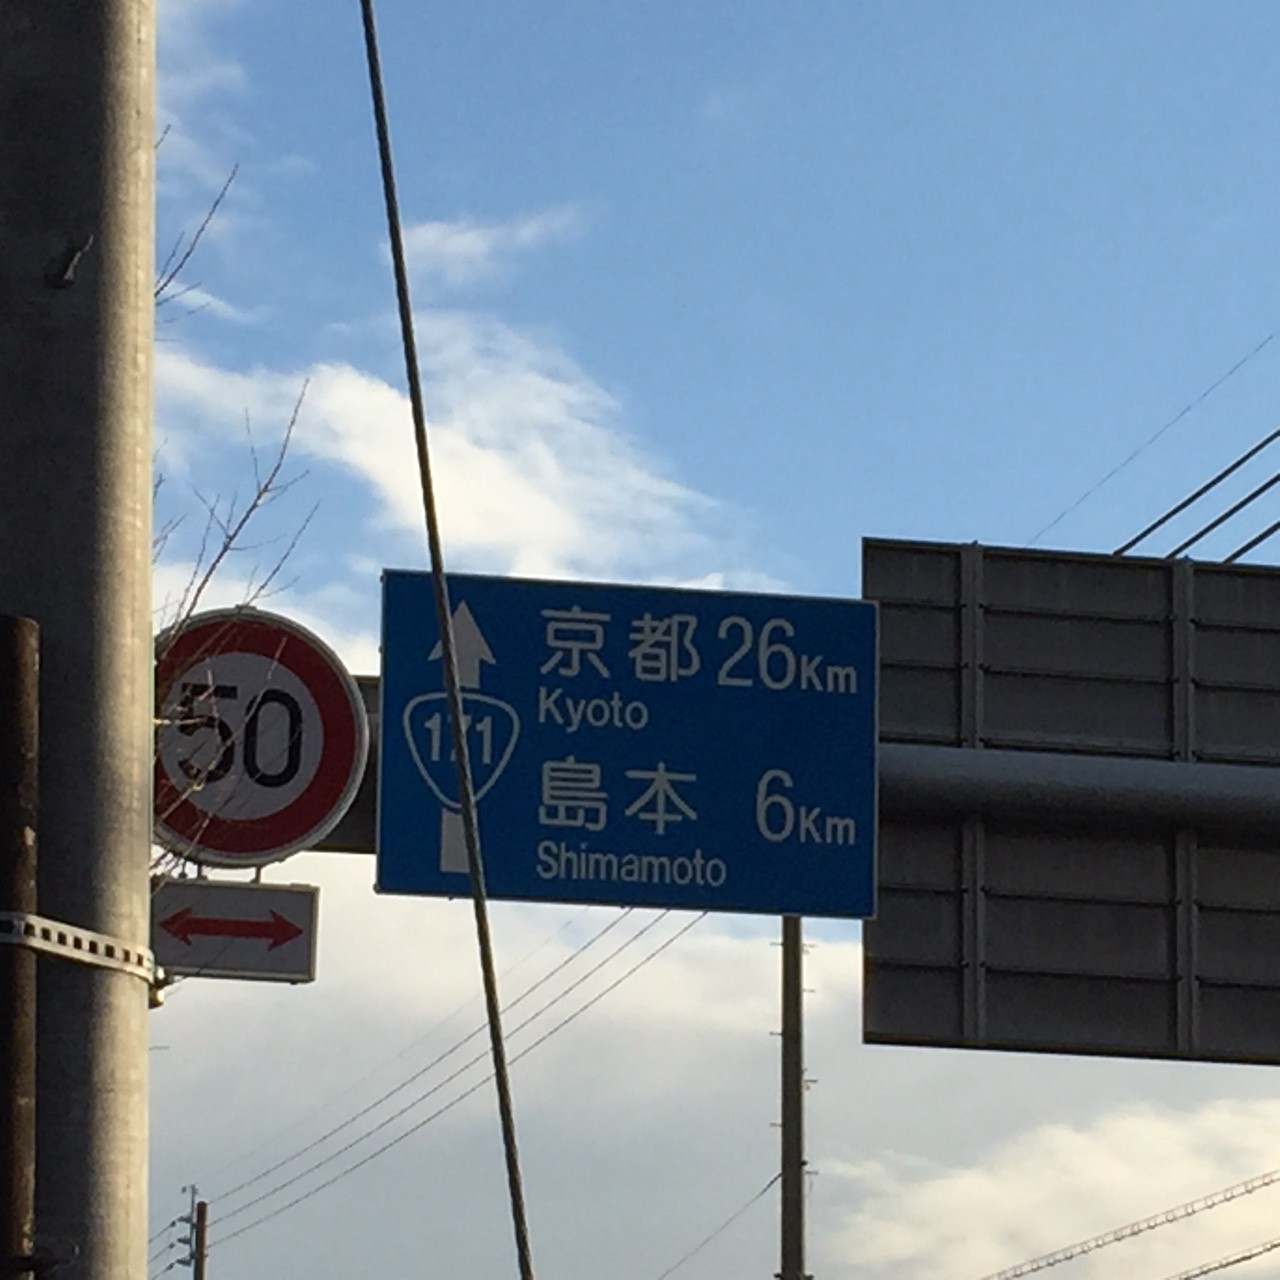 50
171
京都 26Km
Kyoto
島本 6Km
Shimamoto